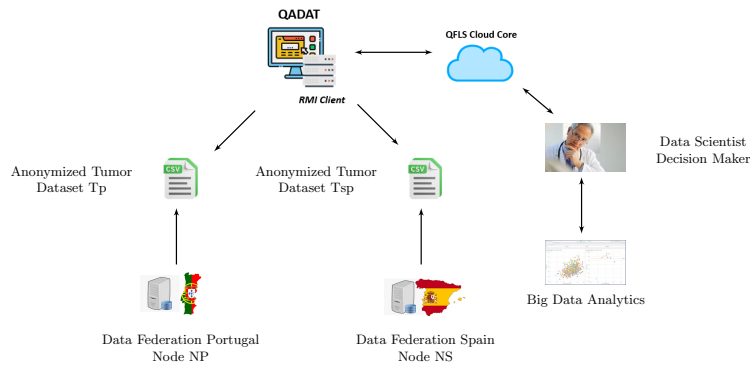 QADAT
QFLS Cloud Core
RMI Client
Data Scientist
Decision Maker
Anonymized Tumor
Dataset Tp
CSV
Anonymized Tumor
Dataset Tsp
CSV
Big Data Analytics
Data Federation Portugal
Node NP
Data Federation Spain
Node NS